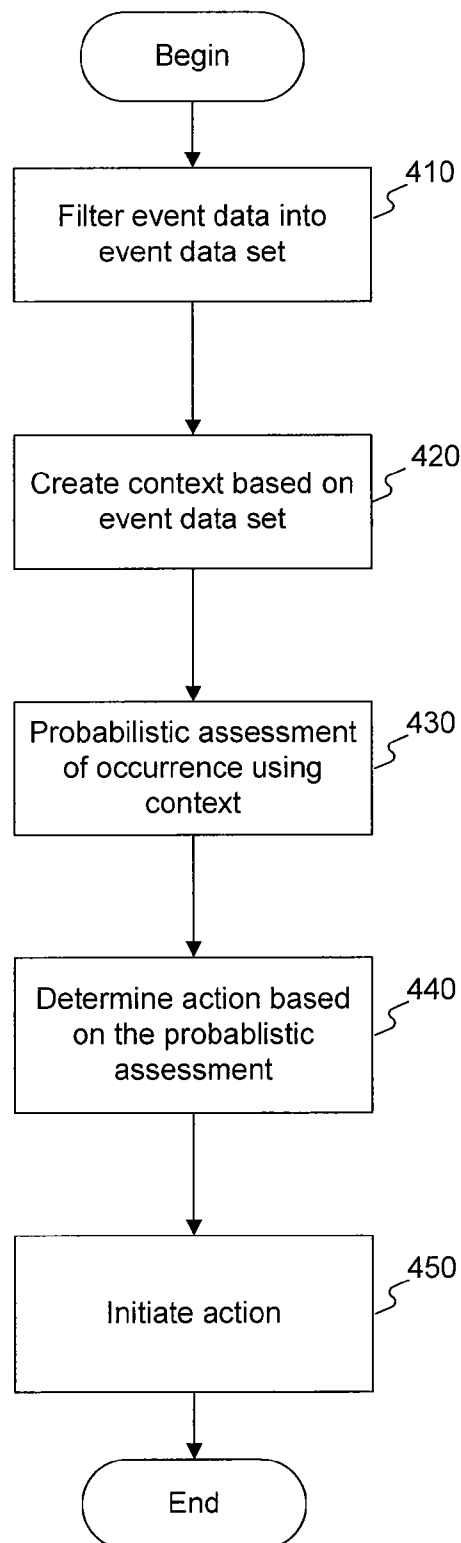 Begin
410
Filter event data into
event data set
420
Create context based on
event data set
430
Probabilistic assessment
of occurrence using
context
440
Determine action based
on the probablistic
assessment
450
Initiate action
End